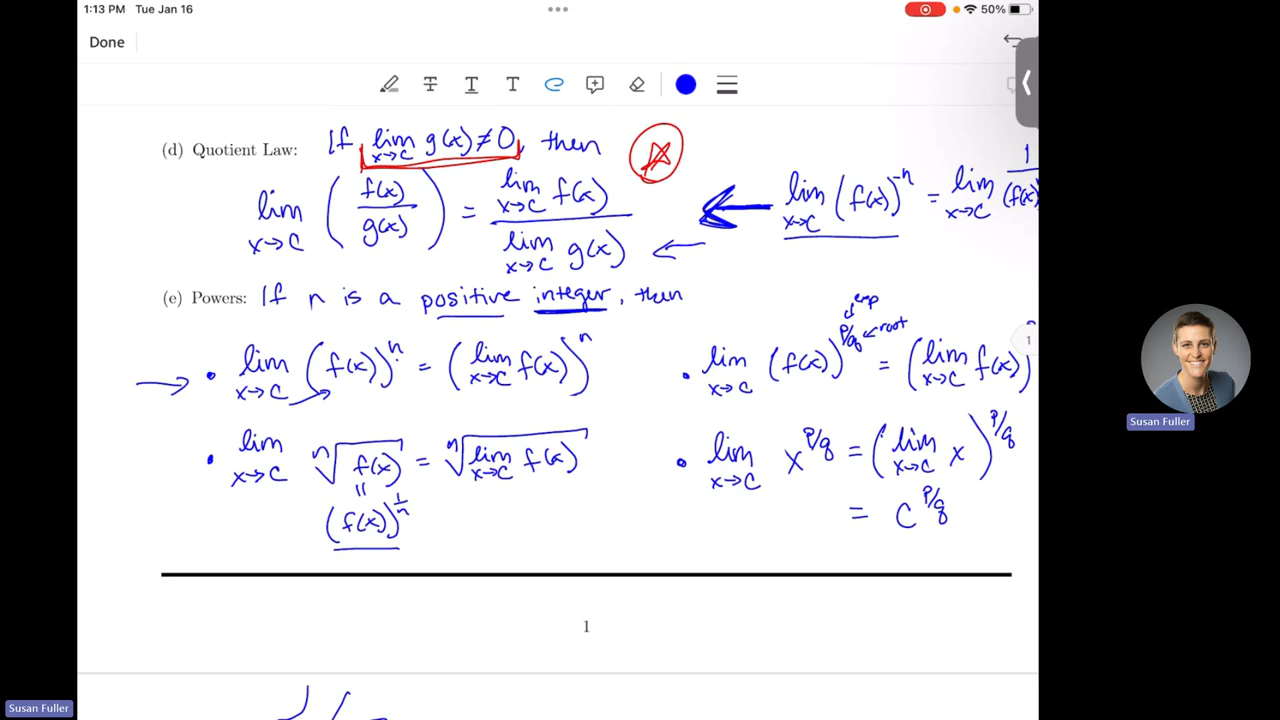 1:13 PM Tue Jan 16
50%
Done
(d) Quotient Law: If lim x→c g(x) ≠ 0, then
lim x→c (f(x)/g(x)) = lim x→c f(x) / lim x→c g(x)
lim x→c (f(x))^-n = lim x→c 1/(f(x)
(e) Powers: If n is a positive integer, then
• lim x→c (f(x))^n = (lim x→c f(x))^n
exp
root
• lim x→c (f(x))^p/q = (lim x→c f(x))
1
• lim x→c ⁿ√f(x) = ⁿ√lim x→c f(x)
=
(f(x))^1/n
• lim x→c x^p/q = (lim x→c x)^p/q
= c^p/q
1
Susan Fuller
Susan Fuller